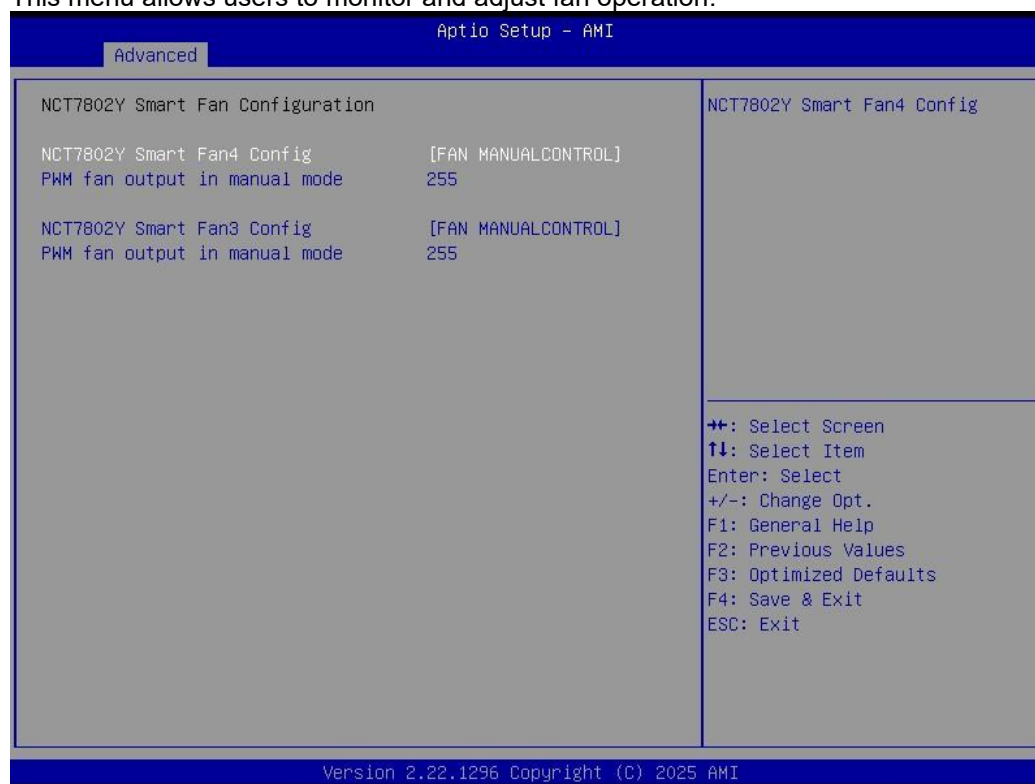 This menu allows users to monitor and adjust fan operation.
Aptio Setup – AMI
Advanced
NCT7802Y Smart Fan Configuration
NCT7802Y Smart Fan4 Config [FAN MANUALCONTROL]
PWM fan output in manual mode 255
NCT7802Y Smart Fan3 Config [FAN MANUALCONTROL]
PWM fan output in manual mode 255
NCT7802Y Smart Fan4 Config
→←: Select Screen
↑↓: Select Item
Enter: Select
+/-: Change Opt.
F1: General Help
F2: Previous Values
F3: Optimized Defaults
F4: Save & Exit
ESC: Exit
Version 2.22.1296 Copyright (C) 2025 AMI